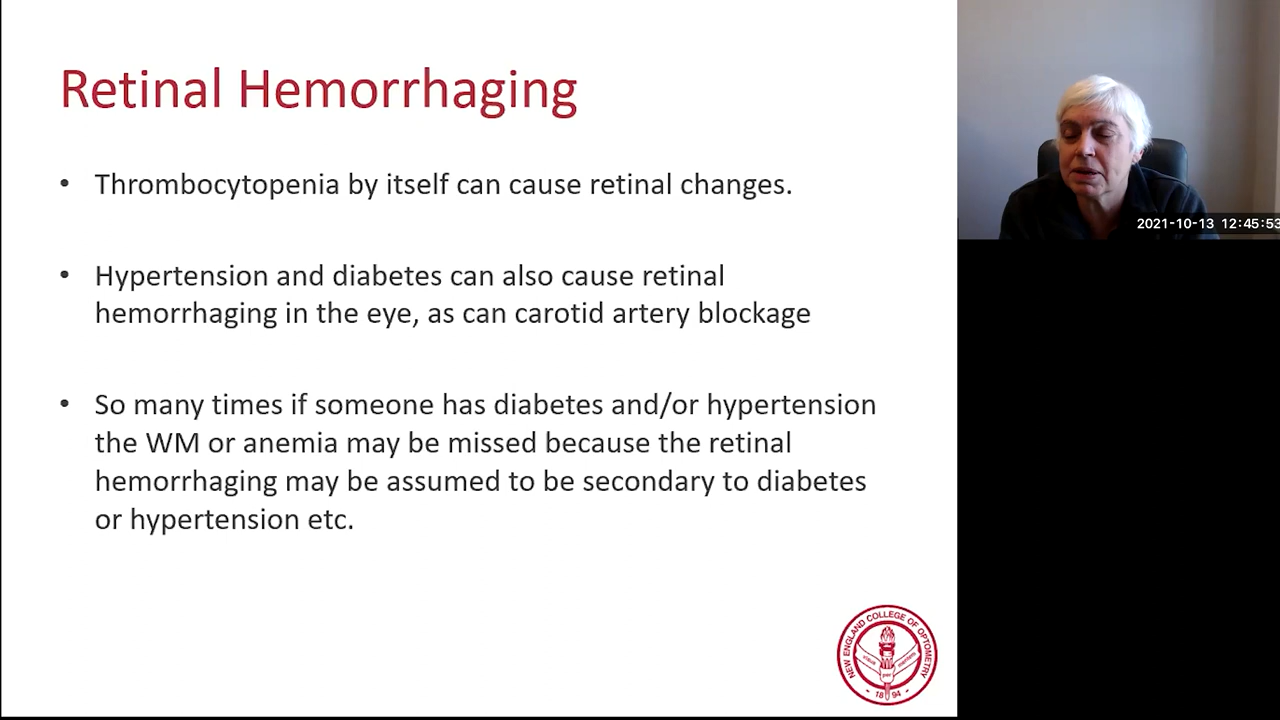 Retinal Hemorrhaging
• Thrombocytopenia by itself can cause retinal changes.
• Hypertension and diabetes can also cause retinal
hemorrhaging in the eye, as can carotid artery blockage
• So many times if someone has diabetes and/or hypertension
the WM or anemia may be missed because the retinal
hemorrhaging may be assumed to be secondary to diabetes
or hypertension etc.
2021-10-13 12:45:53
NEW ENGLAND COLLEGE OF OPTOMETRY
1894